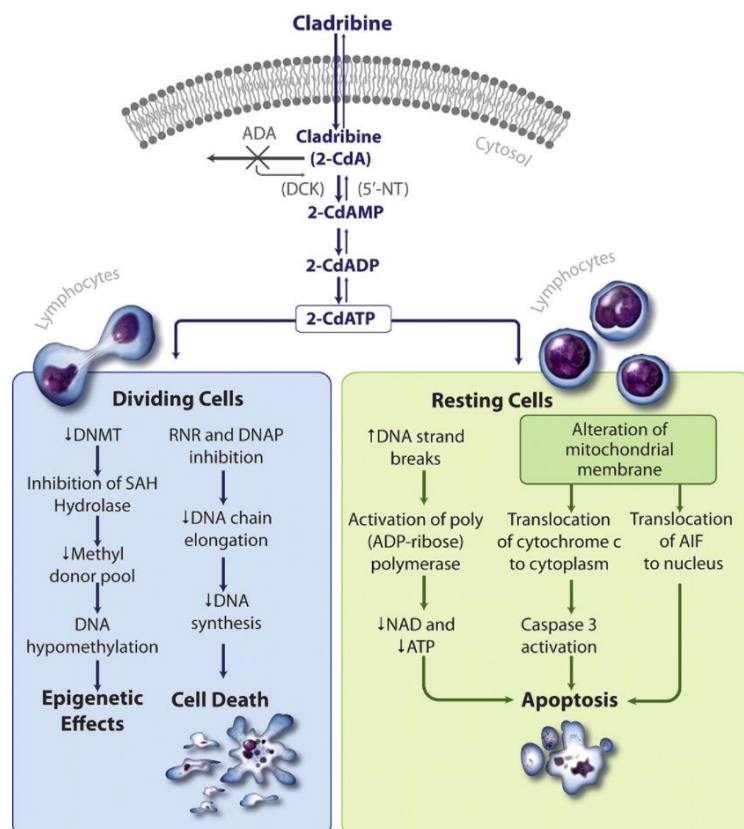 Cladribine
Cytosol
ADA
Cladribine
(2-CdA)
(DCK) (5'-NT)
2-CdAMP
2-CdADP
2-CdATP
Lymphocytes
Lymphocytes
Dividing Cells
↓DNMT
Inhibition of SAH
Hydrolase
↓Methyl
donor pool
DNA
hypomethylation
Epigenetic
Effects
RNR and DNAP
inhibition
↓DNA chain
elongation
↓DNA
synthesis
Cell Death
Resting Cells
↑DNA strand
breaks
Activation of poly
(ADP-ribose)
polymerase
↓NAD and
↓ATP
Alteration of
mitochondrial
membrane
Translocation
of cytochrome c
to cytoplasm
Caspase 3
activation
Translocation
of AIF
to nucleus
Apoptosis